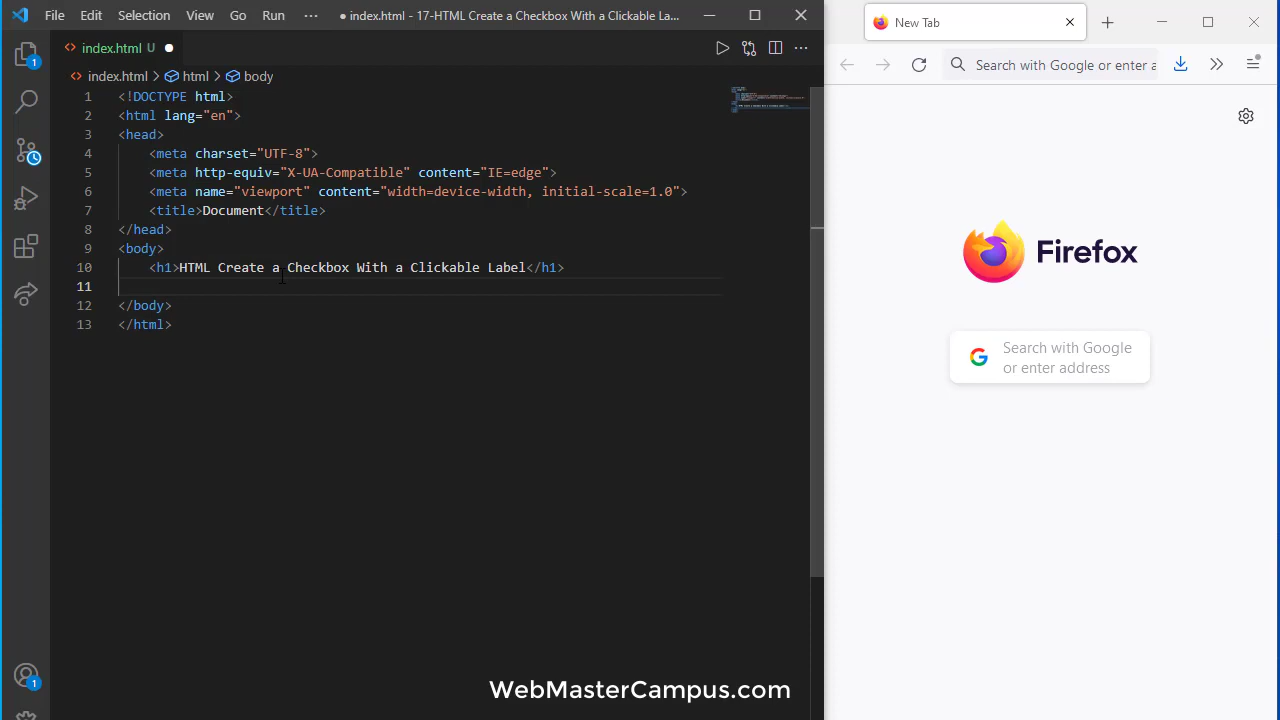 File Edit Selection View Go Run ··· ● index.html - 17-HTML Create a Checkbox With a Clickable La...
New Tab
index.html U
Search with Google or enter a
index.html > html > body
1 <!DOCTYPE html>
2 <html lang="en">
3 <head>
4 <meta charset="UTF-8">
5 <meta http-equiv="X-UA-Compatible" content="IE=edge">
6 <meta name="viewport" content="width=device-width, initial-scale=1.0">
7 <title>Document</title>
8 </head>
9 <body>
10 <h1>HTML Create a Checkbox With a Clickable Label</h1>
11
12 </body>
13 </html>
1
1
Firefox
Search with Google
or enter address
WebMasterCampus.com